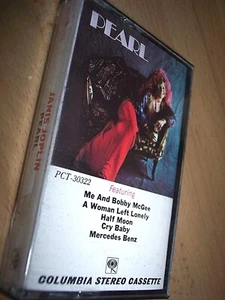 PEARL
PCT-30322
Featuring
Me And Bobby McGee
A Woman Left Lonely
Half Moon
Cry Baby
Mercedes Benz
COLUMBIA STEREO CASSETTE
JANIS JOPLIN
PEARL